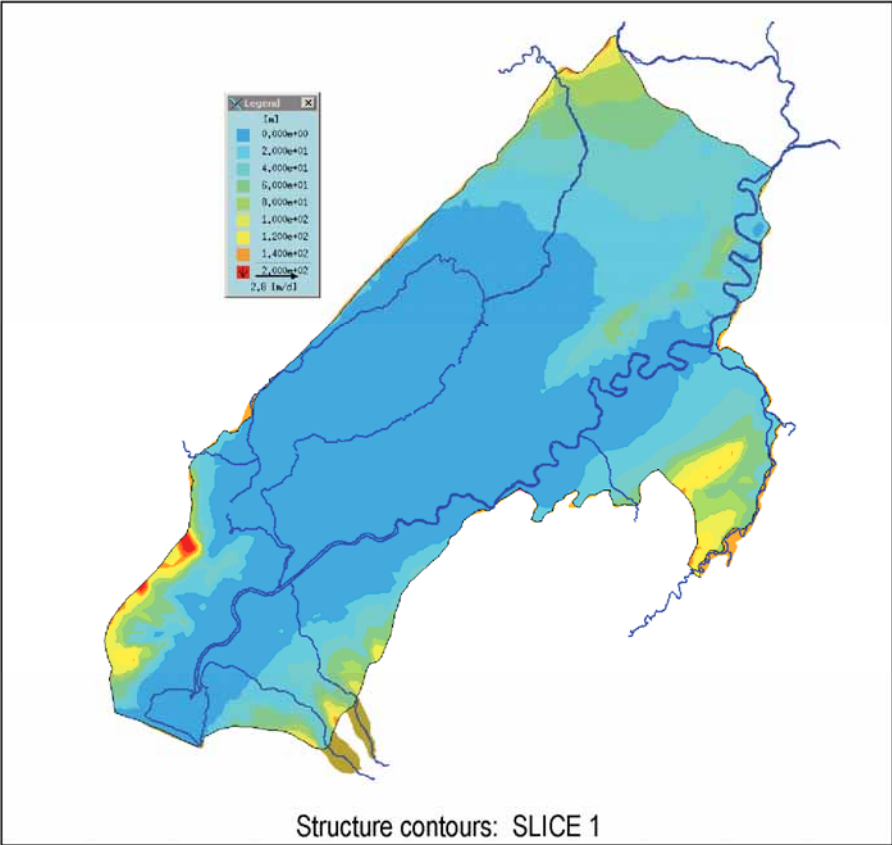 Legend
[m]
0,000e+00
2,000e+01
4,000e+01
6,000e+01
8,000e+01
1,000e+02
1,200e+02
1,400e+02
2,000e+02
2,8 [m/d]
Structure contours: SLICE 1